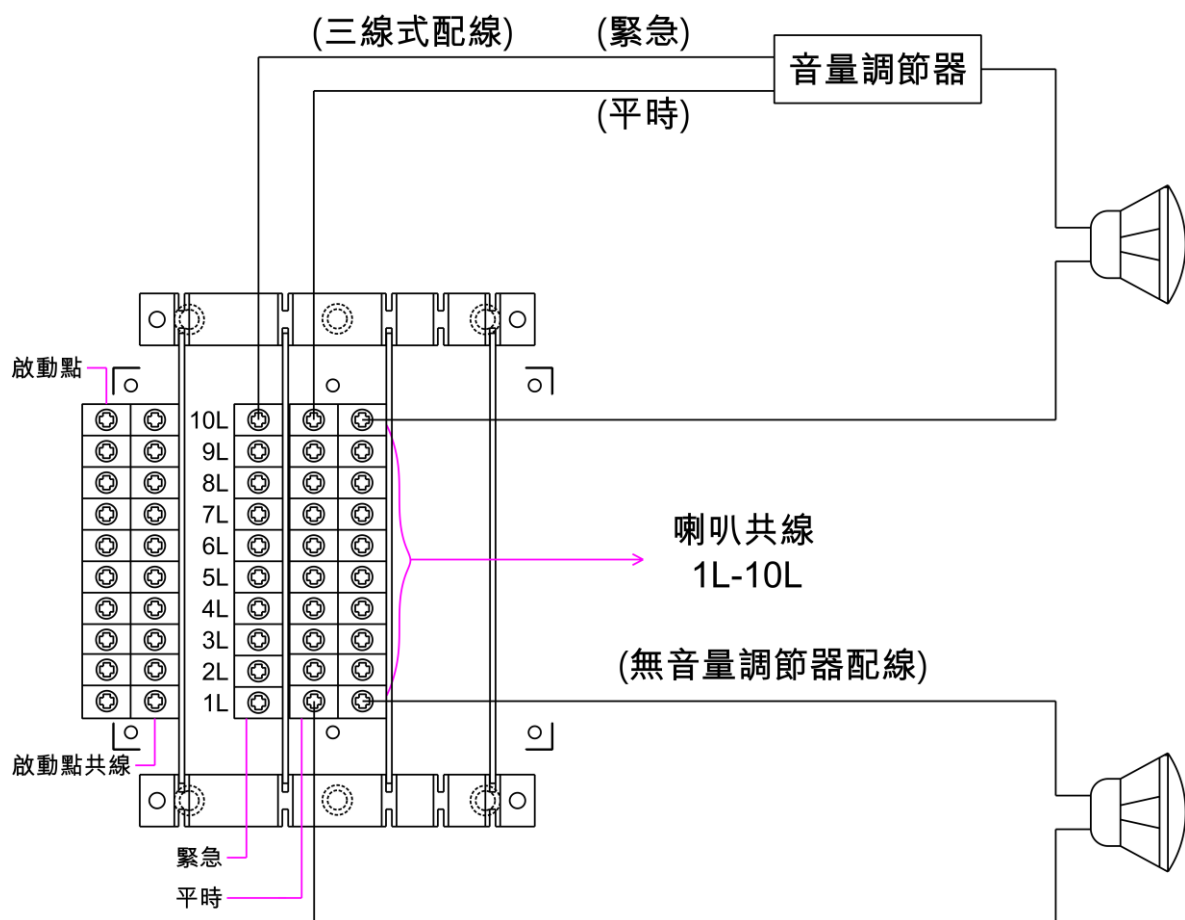 (三線式配線)
(緊急)
音量調節器
(平時)
啟動點
10L
9L
8L
7L
6L
5L
4L
3L
2L
1L
喇叭共線
1L-10L
(無音量調節器配線)
啟動點共線
緊急
平時